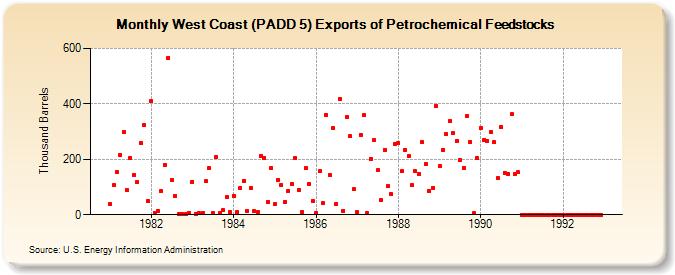 Monthly West Coast (PADD 5) Exports of Petrochemical Feedstocks
Thousand Barrels
600
400
200
0
1982 1984 1986 1988 1990 1992
Source: U.S. Energy Information Administration